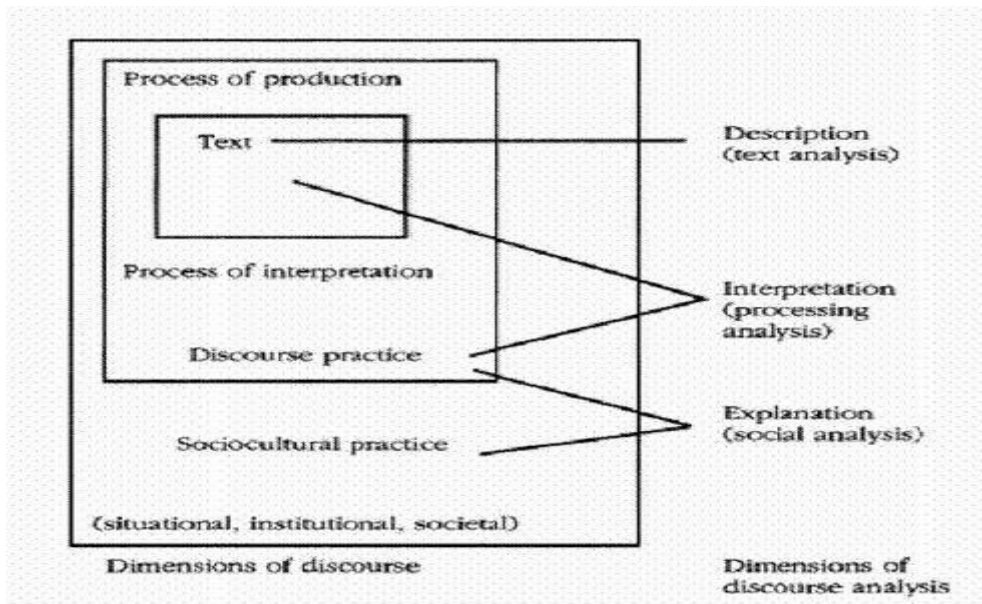 Process of production
Text
Description
(text analysis)
Process of interpretation
Interpretation
(processing
analysis)
Discourse practice
Explanation
(social analysis)
Sociocultural practice
(situational, institutional, societal)
Dimensions of discourse
Dimensions of
discourse analysis